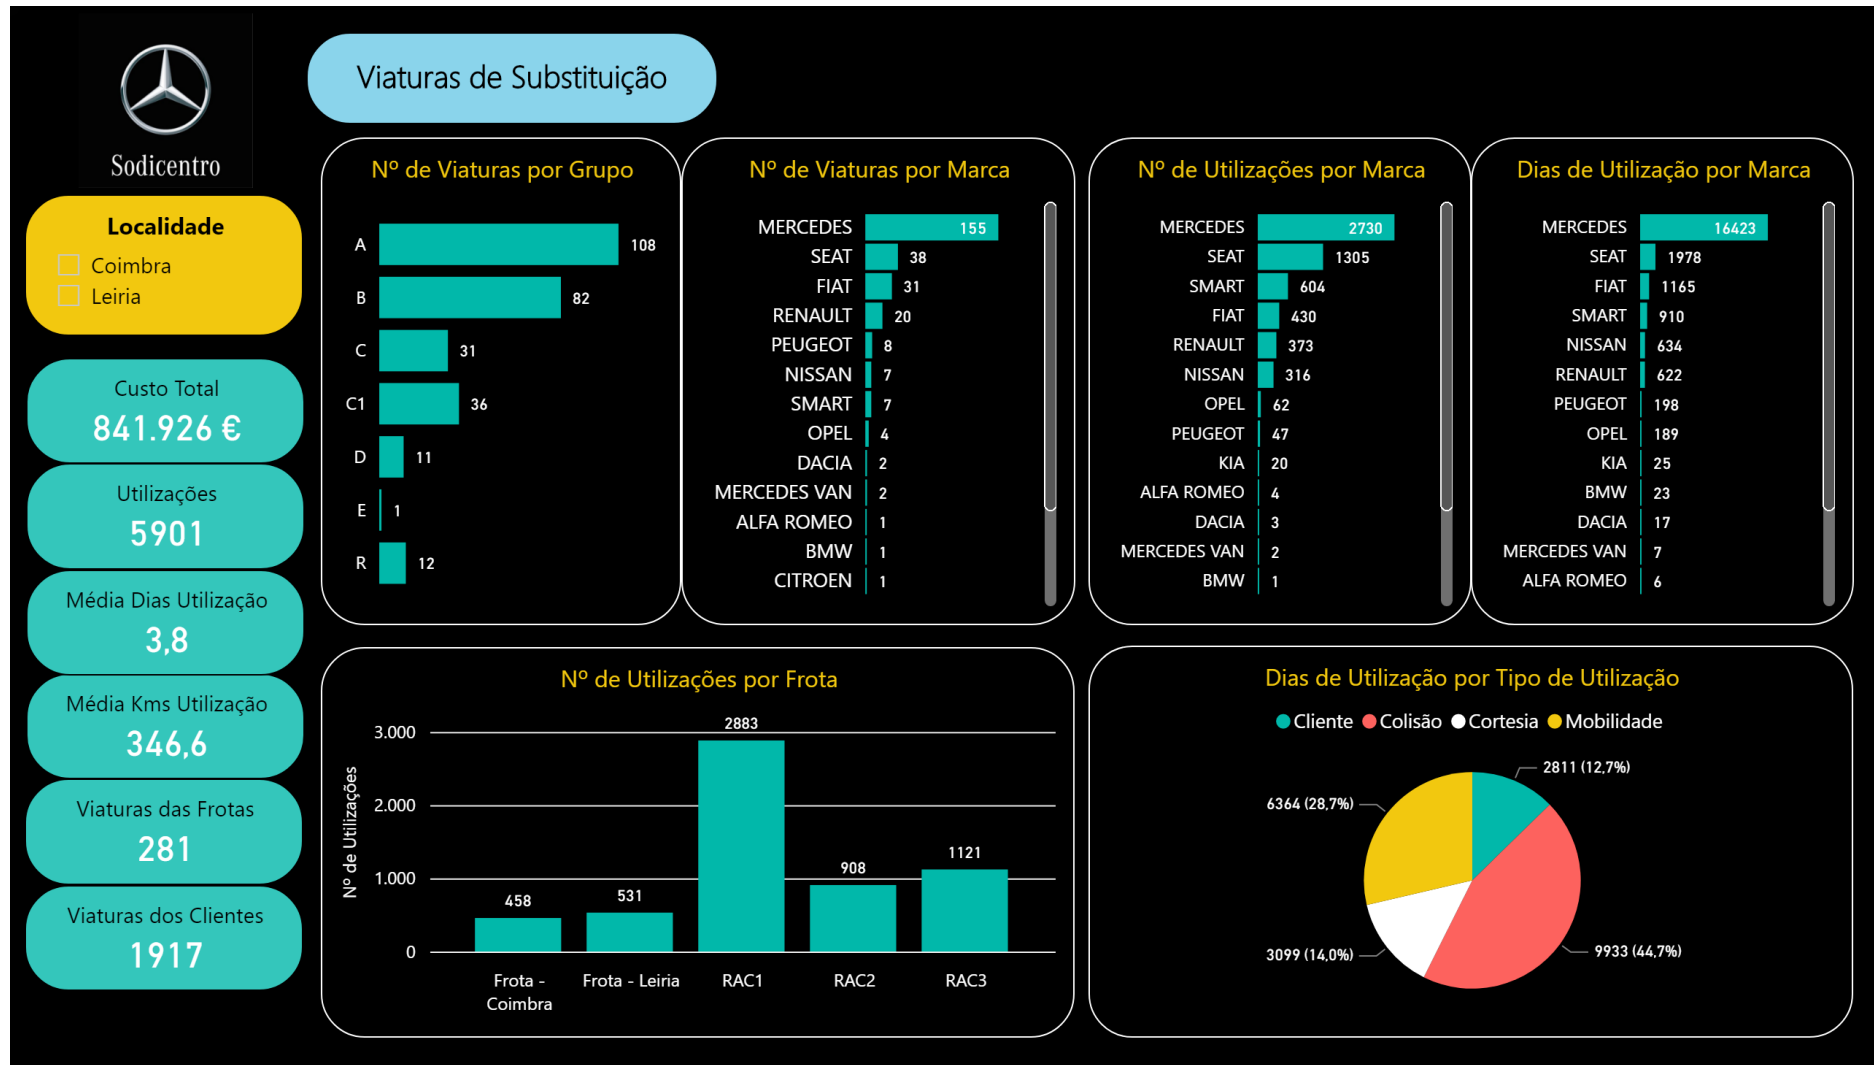 Sodicentro
Viaturas de Substituição
Localidade
Coimbra
Leiria
Custo Total
841.926 €
Utilizações
5901
Média Dias Utilização
3,8
Média Kms Utilização
346,6
Viaturas das Frotas
281
Viaturas dos Clientes
1917
Nº de Viaturas por Grupo
A 108
B 82
C 31
C1 36
D 11
E 1
R 12
Nº de Viaturas por Marca
MERCEDES 155
SEAT 38
FIAT 31
RENAULT 20
PEUGEOT 8
NISSAN 7
SMART 7
OPEL 4
DACIA 2
MERCEDES VAN 2
ALFA ROMEO 1
BMW 1
CITROEN 1
Nº de Utilizações por Marca
MERCEDES 2730
SEAT 1305
SMART 604
FIAT 430
RENAULT 373
NISSAN 316
OPEL 62
PEUGEOT 47
KIA 20
ALFA ROMEO 4
DACIA 3
MERCEDES VAN 2
BMW 1
Dias de Utilização por Marca
MERCEDES 16423
SEAT 1978
FIAT 1165
SMART 910
NISSAN 634
RENAULT 622
PEUGEOT 198
OPEL 189
KIA 25
BMW 23
DACIA 17
MERCEDES VAN 7
ALFA ROMEO 6
Nº de Utilizações por Frota
Nº de Utilizações
3.000
2.000
1.000
0
458
531
2883
908
1121
Frota -
Coimbra
Frota - Leiria
RAC1
RAC2
RAC3
Dias de Utilização por Tipo de Utilização
Cliente Colisão Cortesia Mobilidade
2811 (12,7%)
6364 (28,7%)
3099 (14,0%)
9933 (44,7%)